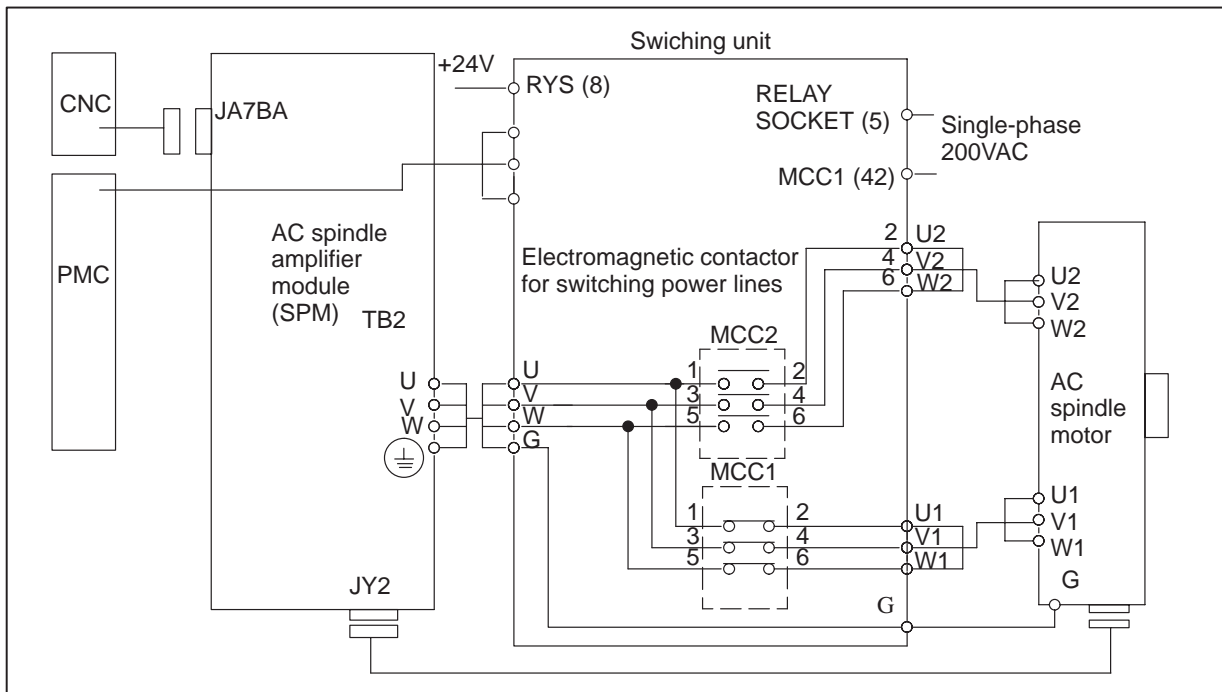 Swiching unit
+24V
CNC
JA7BA
RYS (8)
RELAY
SOCKET (5)
Single-phase
200VAC
MCC1 (42)
PMC
AC spindle
amplifier
module
(SPM)
TB2
Electromagnetic contactor
for switching power lines
2 U2
4 V2
6 W2
U2
V2
W2
MCC2
U U 1 2
V V 3 4
W W 5 6
G
AC
spindle
motor
MCC1
1 2 U1
3 4 V1
5 6 W1
U1
V1
W1
G
JY2
G